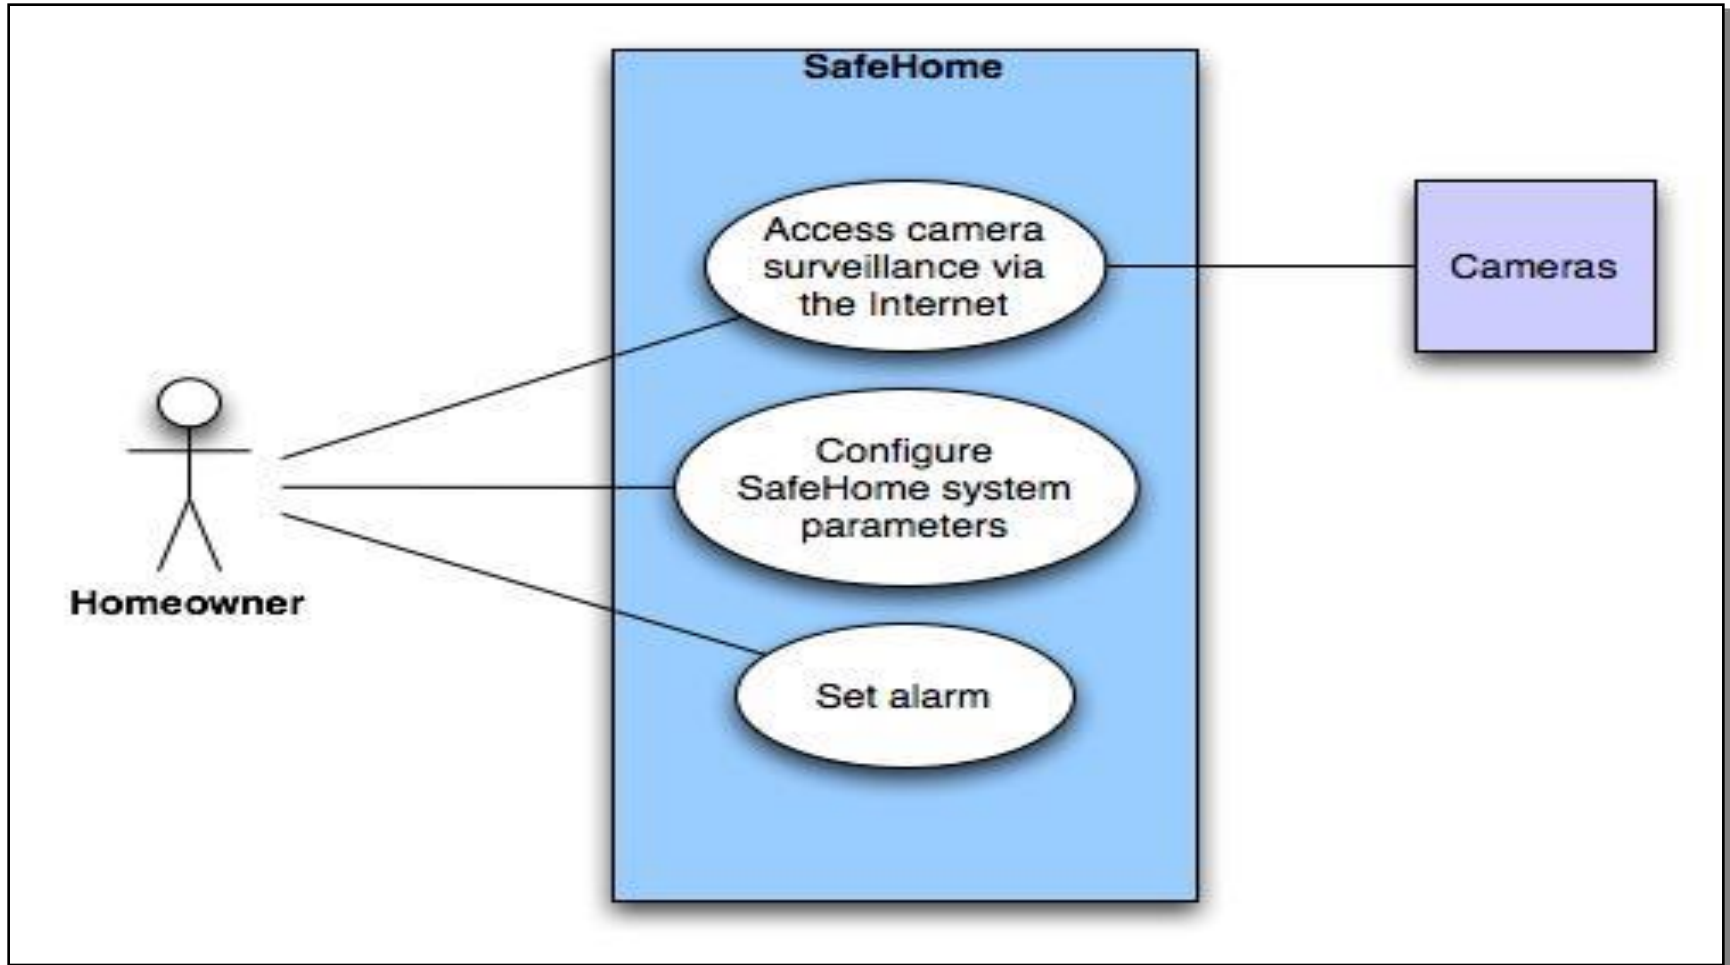 SafeHome
Access camera
surveillance via
the Internet
Cameras
Configure
SafeHome system
parameters
Homeowner
Set alarm